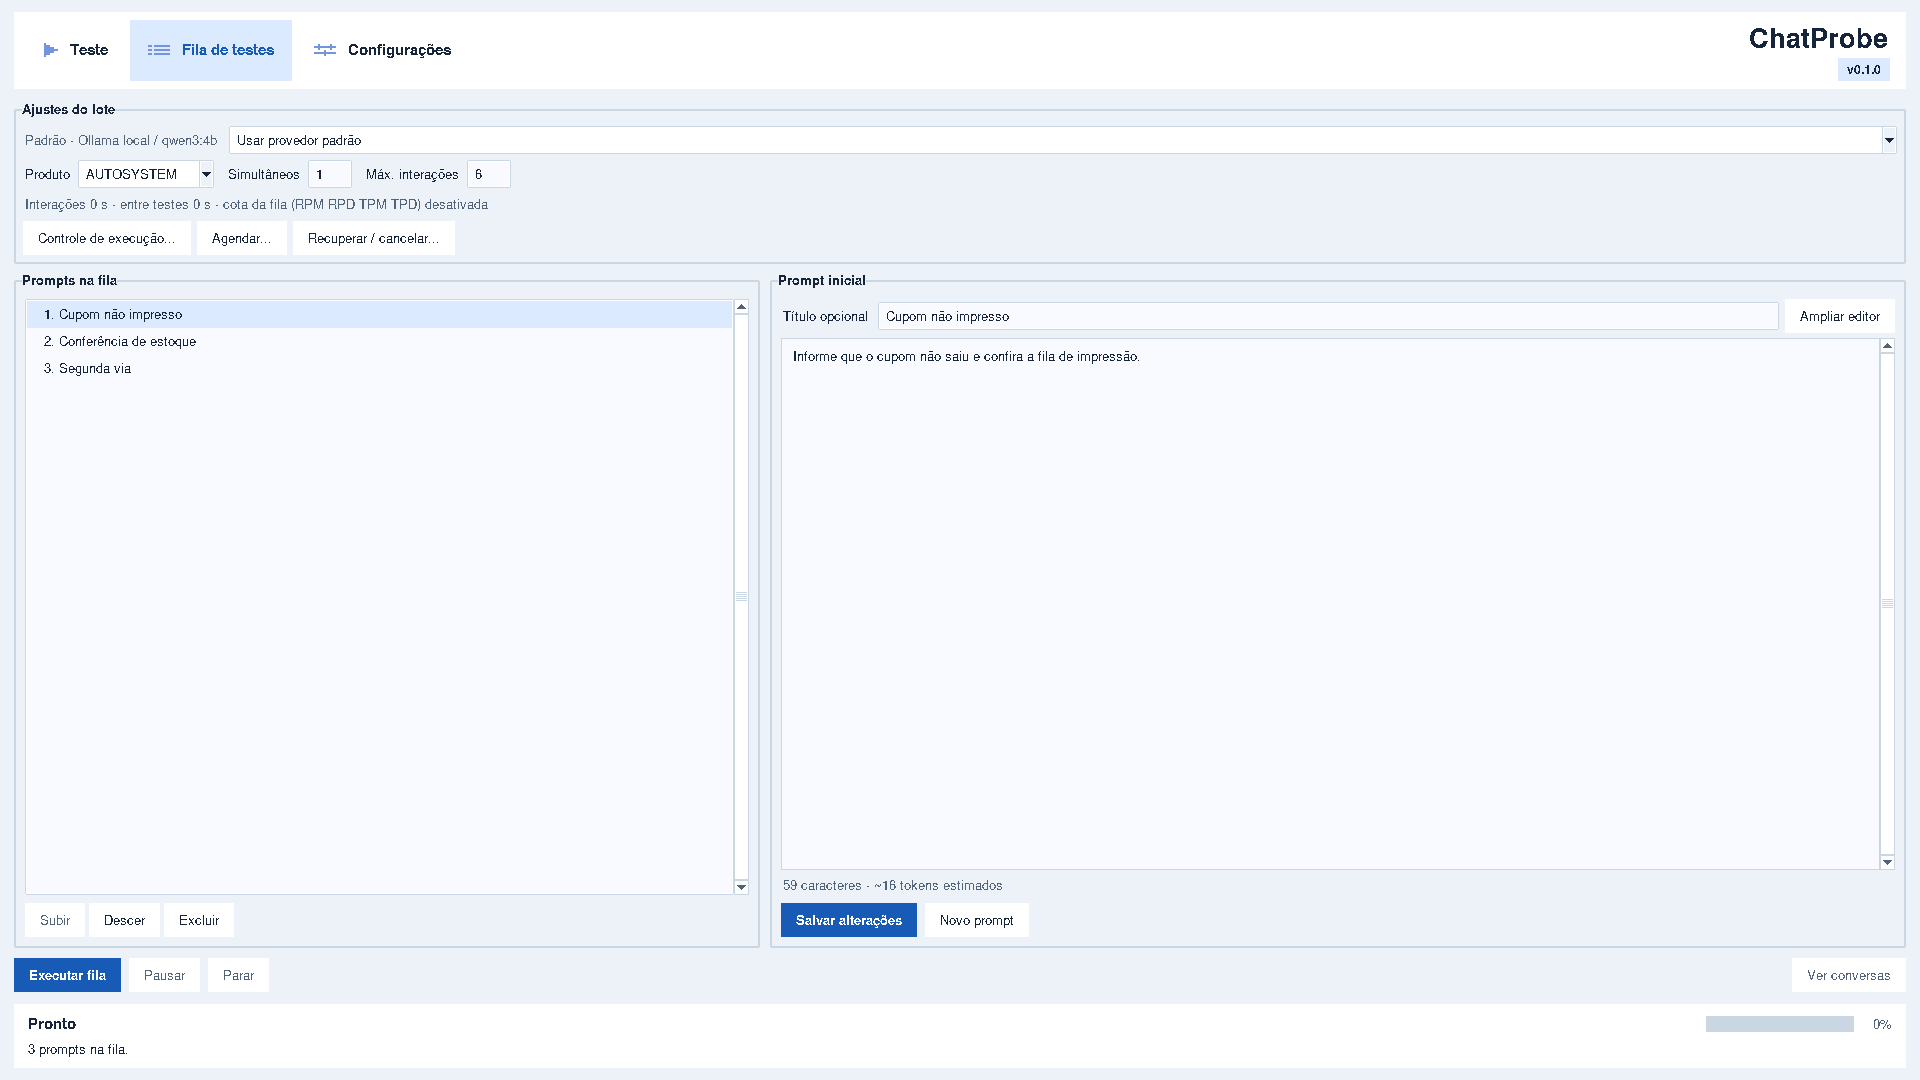 Teste
Fila de testes
Configurações
ChatProbe
v0.1.0
Ajustes do lote
Padrão · Ollama local / qwen3:4b
Usar provedor padrão
Produto AUTOSYSTEM Simultâneos 1 Máx. interações 6
Interações 0 s · entre testes 0 s · cota da fila (RPM RPD TPM TPD) desativada
Controle de execução... Agendar... Recuperar / cancelar...
Prompts na fila
1. Cupom não impresso
2. Conferência de estoque
3. Segunda via
Subir Descer Excluir
Prompt inicial
Título opcional Cupom não impresso Ampliar editor
Informe que o cupom não saiu e confira a fila de impressão.
59 caracteres · ~16 tokens estimados
Salvar alterações Novo prompt
Executar fila Pausar Parar Ver conversas
Pronto 0%
3 prompts na fila.